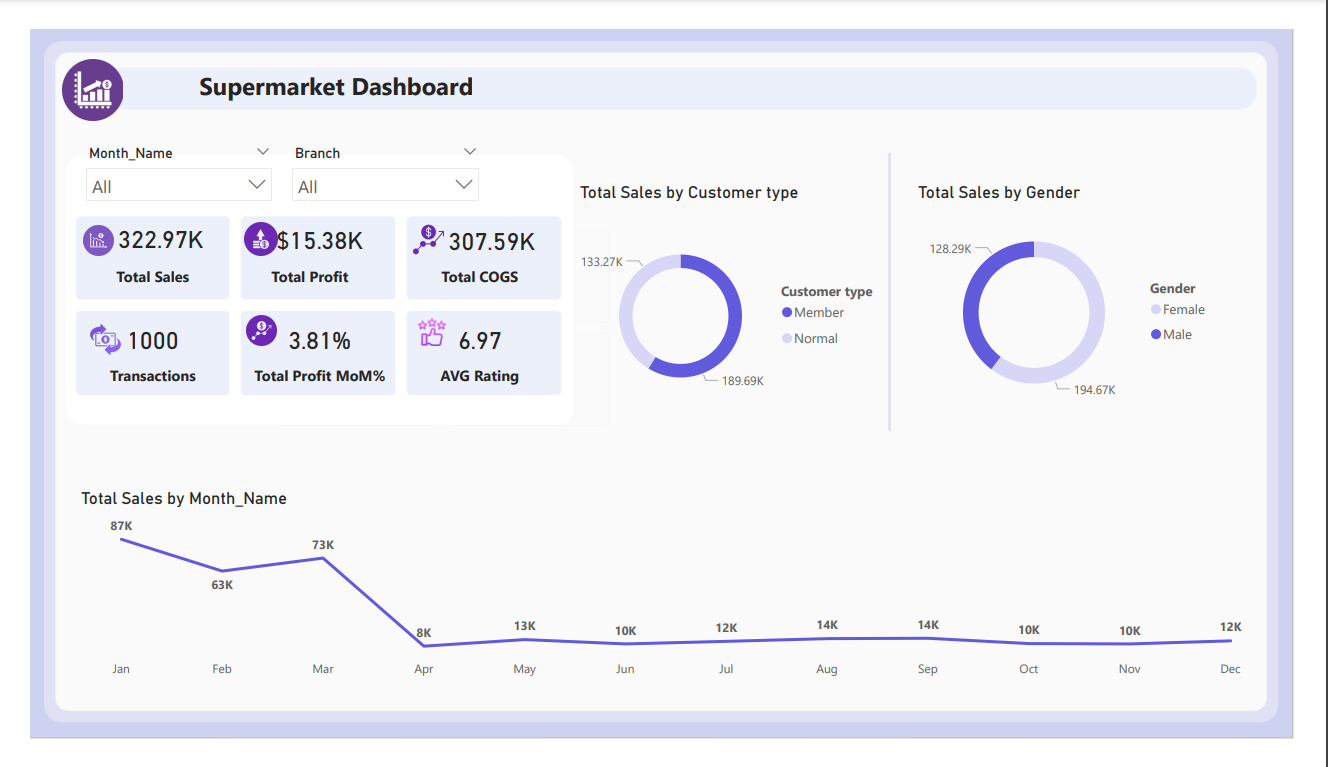 Supermarket Dashboard
Month_Name
Branch
All
All
322.97K
Total Sales
$15.38K
Total Profit
307.59K
Total COGS
1000
Transactions
3.81%
Total Profit MoM%
6.97
AVG Rating
Total Sales by Customer type
133.27K
189.69K
Customer type
Member
Normal
Total Sales by Gender
128.29K
194.67K
Gender
Female
Male
Total Sales by Month_Name
87K
63K
73K
8K
13K
10K
12K
14K
14K
10K
10K
12K
Jan
Feb
Mar
Apr
May
Jun
Jul
Aug
Sep
Oct
Nov
Dec